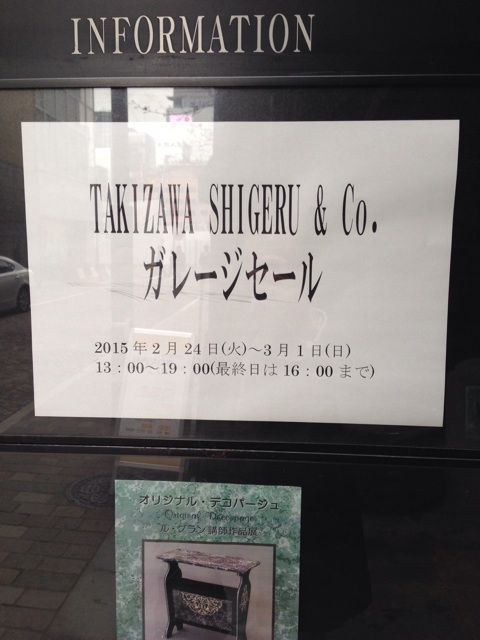 INFORMATION
TAKIZAWA SHIGERU & Co.
ガレージセール
2015年2月24日(火)〜3月1日(日)
13：00〜19：00(最終日は16：00まで)
オリジナル・デコパージュ
ル・グラン講師作品展